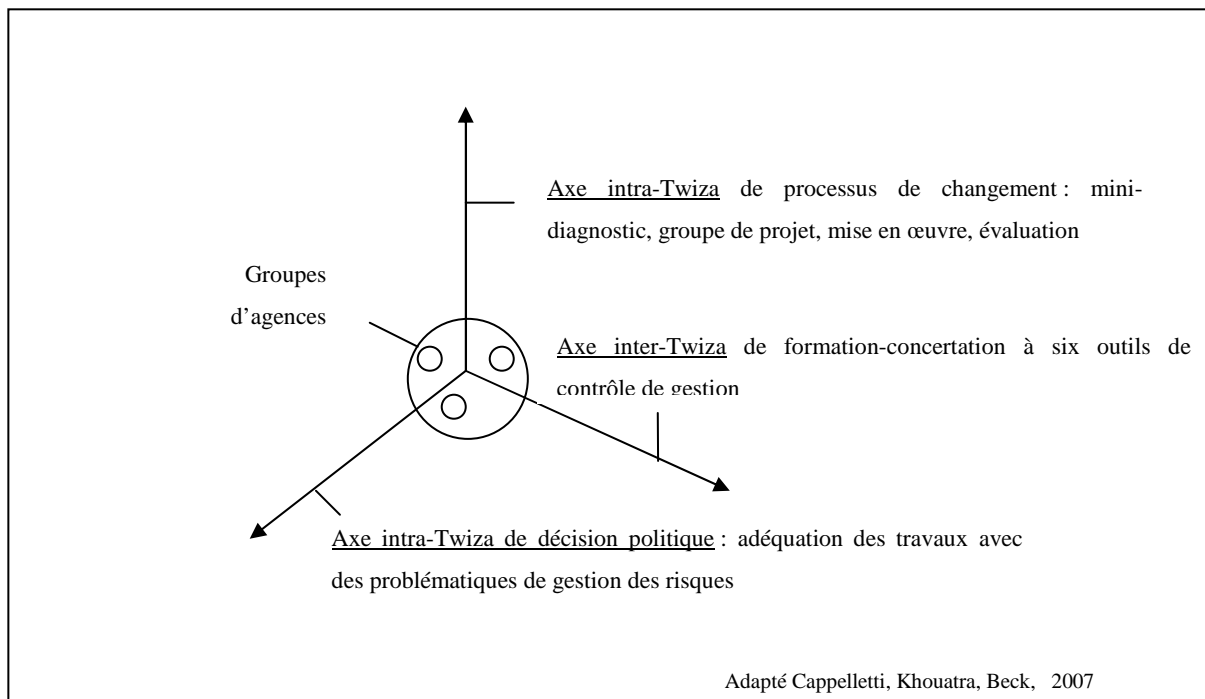 Axe intra-Twiza de processus de changement : mini-
diagnostic, groupe de projet, mise en œuvre, évaluation
Groupes
d’agences
Axe inter-Twiza de formation-concertation à six outils de
contrôle de gestion
Axe intra-Twiza de décision politique : adéquation des travaux avec
des problématiques de gestion des risques
Adapté Cappelletti, Khouatra, Beck, 2007